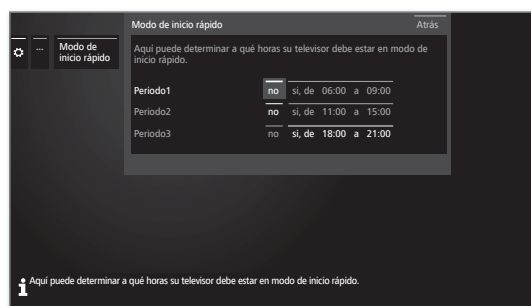 Modo de inicio rápido Atrás
... Modo de
inicio rápido
Aquí puede determinar a qué horas su televisor debe estar en modo de
inicio rápido.
Periodo1 no si, de 06:00 a 09:00
Periodo2 no si, de 11:00 a 15:00
Periodo3 no si, de 18:00 a 21:00
Aquí puede determinar a qué horas su televisor debe estar en modo de inicio rápido.